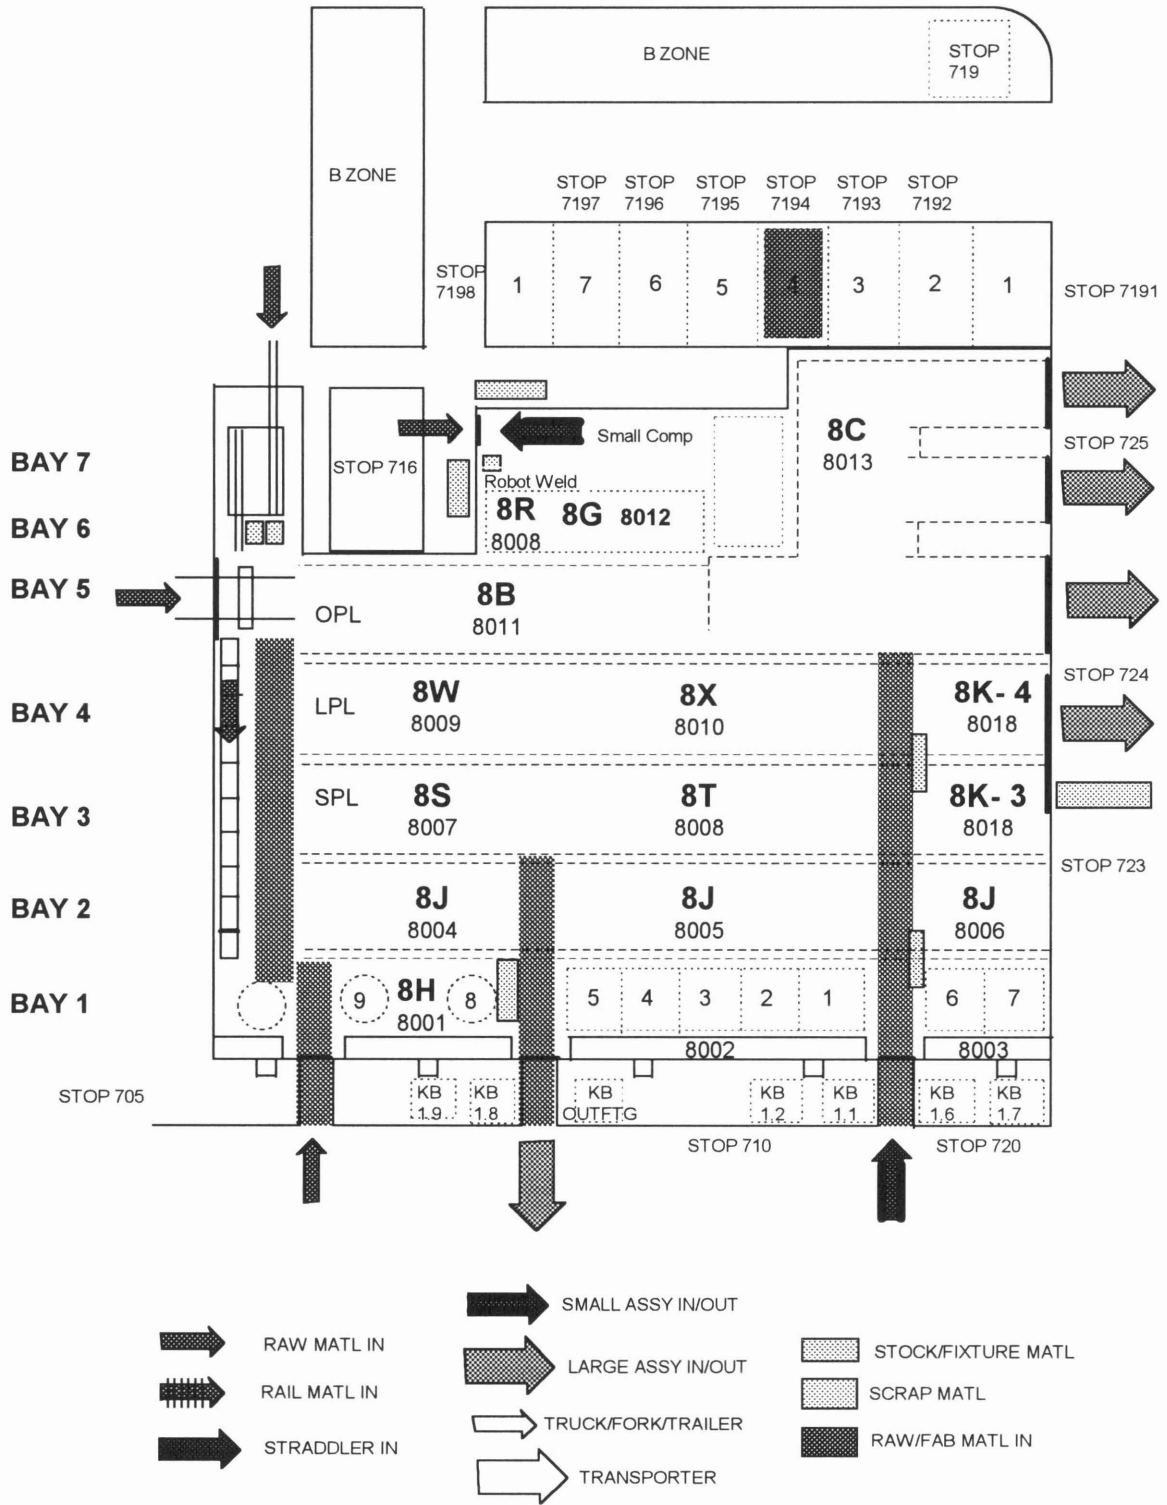 B ZONE
STOP
719
B ZONE
STOP
7197
STOP
7196
STOP
7195
STOP
7194
STOP
7193
STOP
7192
STOP
7198
1
7
6
5
4
3
2
1
STOP 7191
BAY 7
STOP 716
Small Comp
8C
8013
STOP 725
Robot Weld
BAY 6
8R
8008
8G
8012
BAY 5
OPL
8B
8011
STOP 724
BAY 4
LPL
8W
8009
8X
8010
8K- 4
8018
BAY 3
SPL
8S
8007
8T
8008
8K- 3
8018
STOP 723
BAY 2
8J
8004
8J
8005
8J
8006
BAY 1
9
8H
8001
8
5
4
3
2
1
6
7
8002
8003
STOP 705
KB
1.9
KB
1.8
KB
OUTFTG
KB
1.2
KB
1.1
KB
1.6
KB
1.7
STOP 710
STOP 720
RAW MATL IN
RAIL MATL IN
STRADDLER IN
SMALL ASSY IN/OUT
LARGE ASSY IN/OUT
TRUCK/FORK/TRAILER
TRANSPORTER
STOCK/FIXTURE MATL
SCRAP MATL
RAW/FAB MATL IN